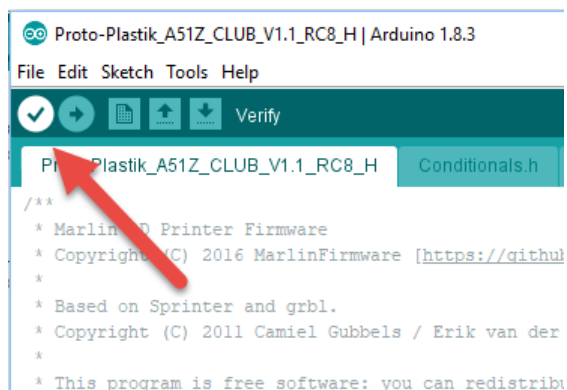 Proto-Plastik_A51Z_CLUB_V1.1_RC8_H | Arduino 1.8.3
File Edit Sketch Tools Help
Verify
Plastik_A51Z_CLUB_V1.1_RC8_H Conditionals.h
/**
* Marlin 3D Printer Firmware
* Copyright (C) 2016 MarlinFirmware [https://github
*
* Based on Sprinter and grbl.
* Copyright (C) 2011 Camiel Gubbels / Erik van der
*
* This program is free software: you can redistribu